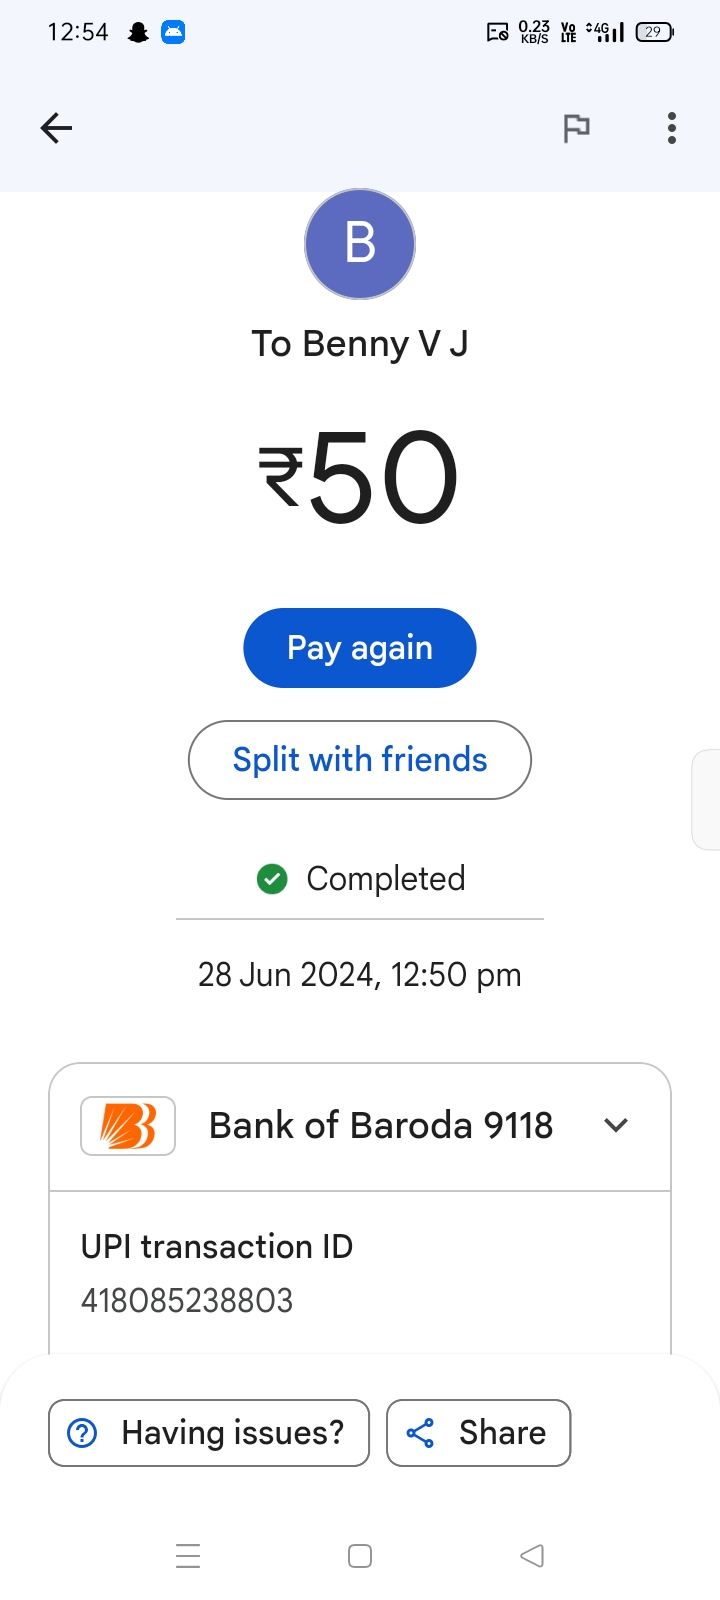 12:54
0.23 KB/S Vo LTE 4G 29
B
To Benny V J
₹50
Pay again
Split with friends
Completed
28 Jun 2024, 12:50 pm
Bank of Baroda 9118
UPI transaction ID
418085238803
Having issues?
Share